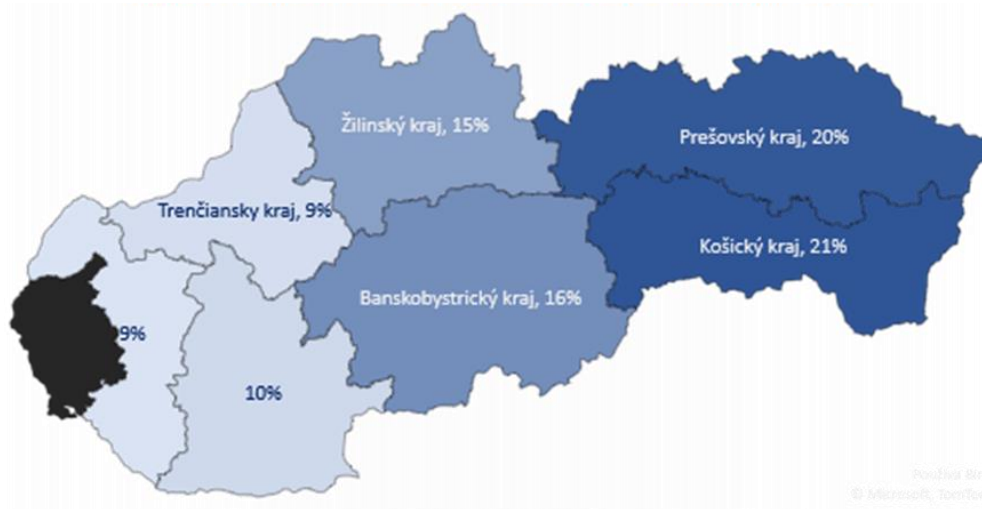 Žilinský kraj, 15%
Prešovský kraj, 20%
Trenčiansky kraj, 9%
Košický kraj, 21%
Banskobystrický kraj, 16%
9%
10%
© Microsoft, TomTom